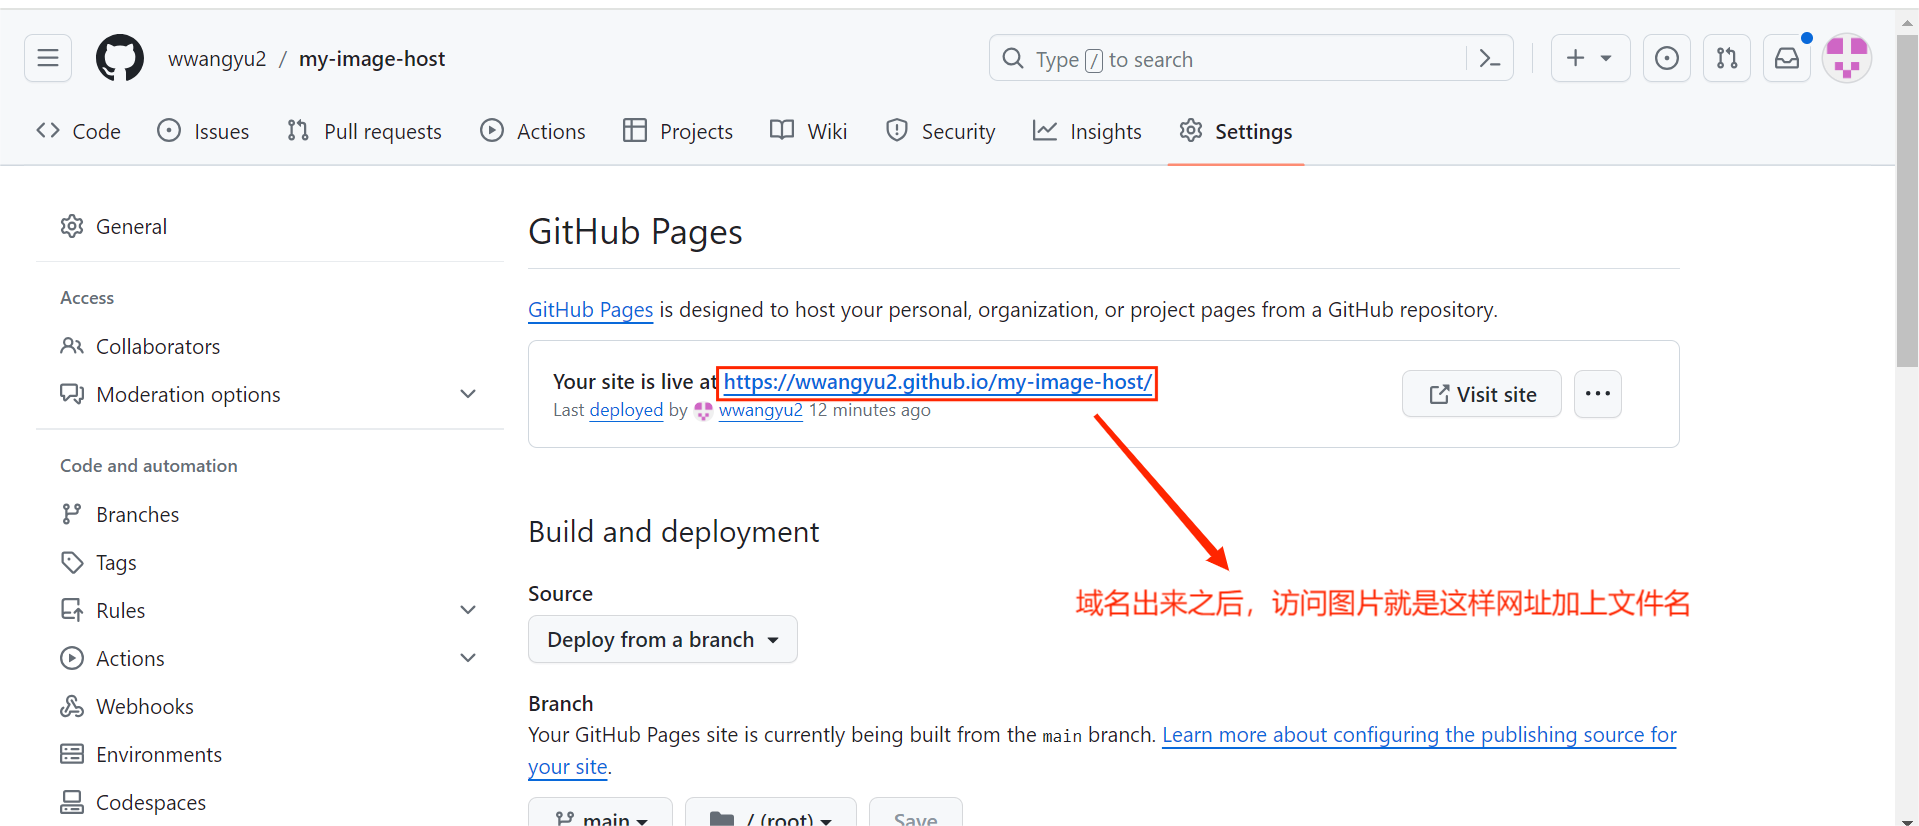 wwangyu2 / my-image-host
Type / to search
Code Issues Pull requests Actions Projects Wiki Security Insights Settings
General
Access
Collaborators
Moderation options
Code and automation
Branches
Tags
Rules
Actions
Webhooks
Environments
Codespaces
GitHub Pages
GitHub Pages is designed to host your personal, organization, or project pages from a GitHub repository.
Your site is live at https://wwangyu2.github.io/my-image-host/
Last deployed by wwangyu2 12 minutes ago
Visit site
域名出来之后，访问图片就是这样网址加上文件名
Build and deployment
Source
Deploy from a branch
Branch
Your GitHub Pages site is currently being built from the main branch. Learn more about configuring the publishing source for
your site.
main / (root) Save